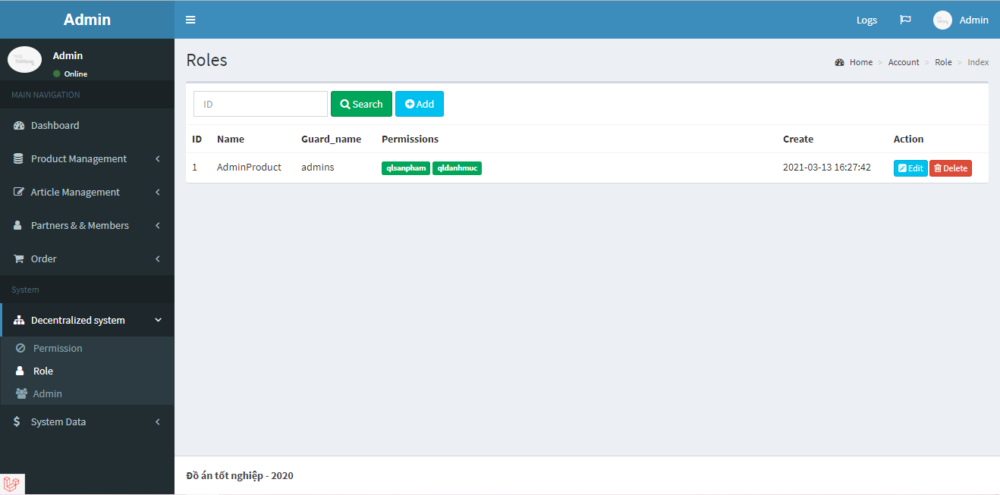 Admin
Logs
Admin
Admin
Online
MAIN NAVIGATION
Dashboard
Product Management
Article Management
Partners & & Members
Order
System
Decentralized system
Permission
Role
Admin
System Data
Roles
Home > Account > Role > Index
ID
Search
Add
ID Name Guard_name Permissions Create Action
1 AdminProduct admins qlsanpham qldanhmuc 2021-03-13 16:27:42 Edit Delete
Đồ án tốt nghiệp - 2020